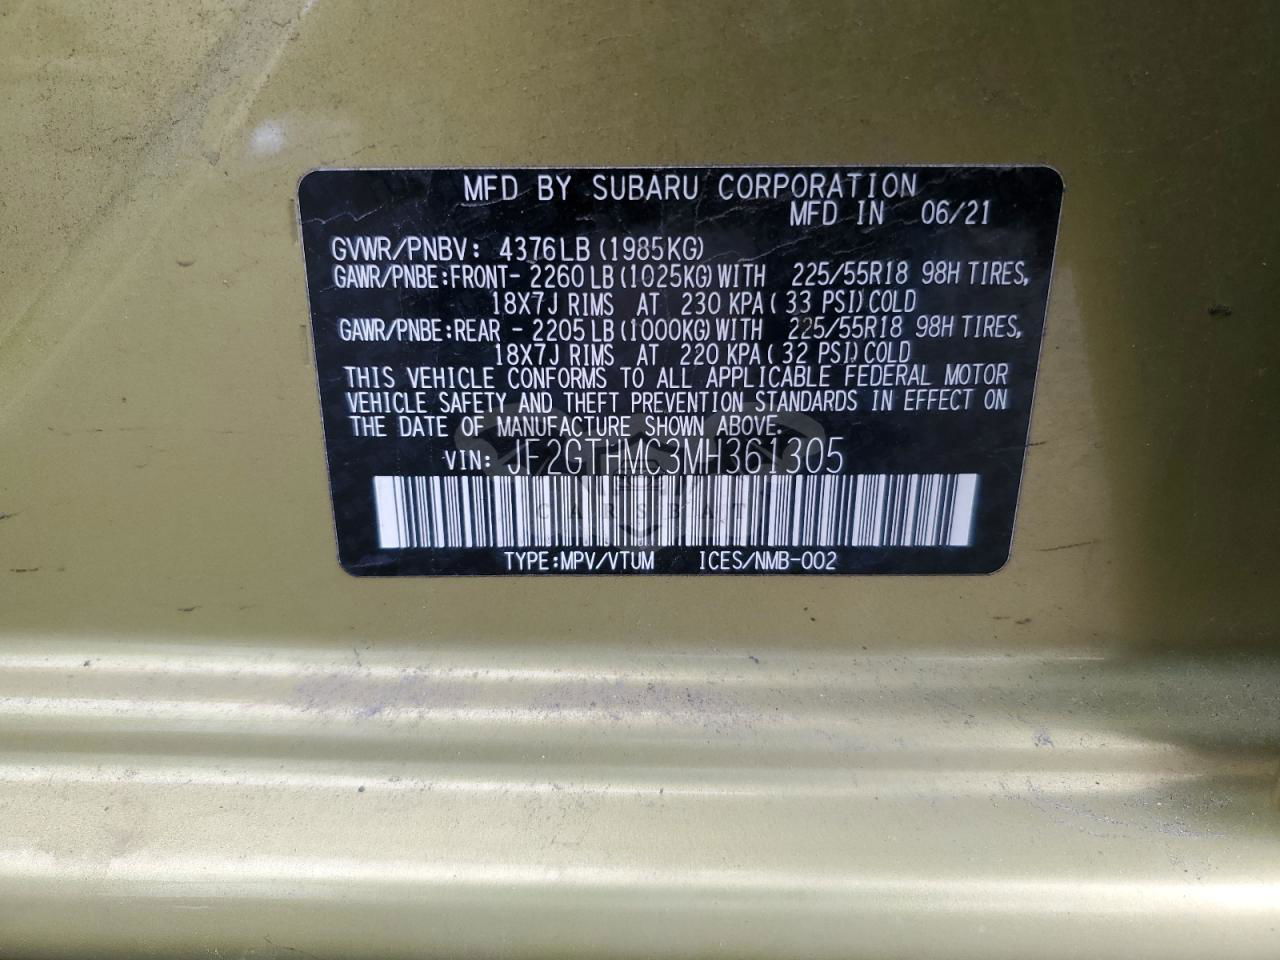 MFD BY SUBARU CORPORATION
MFD IN 06/21
GVWR/PNBV: 4376LB(1985KG)
GAWR/PNBE:FRONT- 2260LB(1025KG)WITH 225/55R18 98H TIRES,
18X7J RIMS AT 230 KPA( 33 PSI)COLD
GAWR/PNBE:REAR - 2205LB(1000KG)WITH 225/55R18 98H TIRES,
18X7J RIMS AT 220 KPA( 32 PSI)COLD
THIS VEHICLE CONFORMS TO ALL APPLICABLE FEDERAL MOTOR
VEHICLE SAFETY AND THEFT PREVENTION STANDARDS IN EFFECT ON
THE DATE OF MANUFACTURE SHOWN ABOVE.
VIN: JF2GTHMC3MH361305
CARSBAT
TYPE:MPV/VTUM ICES/NMB-002